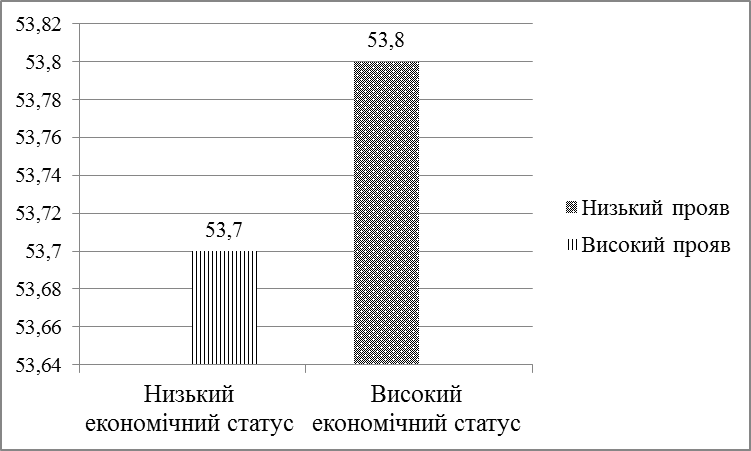 53,82
53,8
53,78
53,76
53,74
53,72
53,7
53,68
53,66
53,64
53,7
53,8
Низький
економічний статус
Високий
економічний статус
Низький прояв
Високий прояв